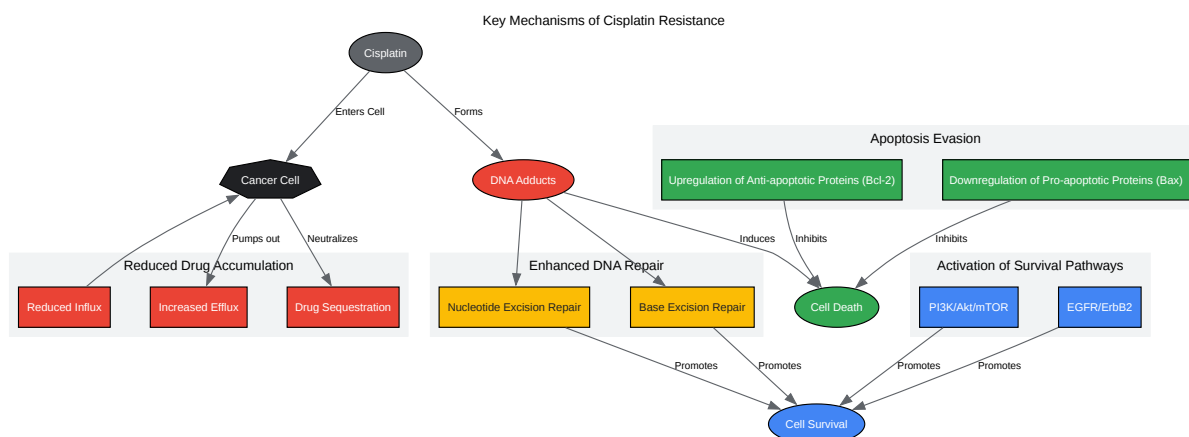 Key Mechanisms of Cisplatin Resistance
Cisplatin
Enters Cell
Forms
Apoptosis Evasion
Cancer Cell
DNA Adducts
Upregulation of Anti-apoptotic Proteins (Bcl-2)
Downregulation of Pro-apoptotic Proteins (Bax)
Pumps out
Neutralizes
Induces
Inhibits
Inhibits
Reduced Drug Accumulation
Enhanced DNA Repair
Activation of Survival Pathways
Reduced Influx
Increased Efflux
Drug Sequestration
Nucleotide Excision Repair
Base Excision Repair
Cell Death
PI3K/Akt/mTOR
EGFR/ErbB2
Promotes
Promotes
Promotes
Promotes
Cell Survival